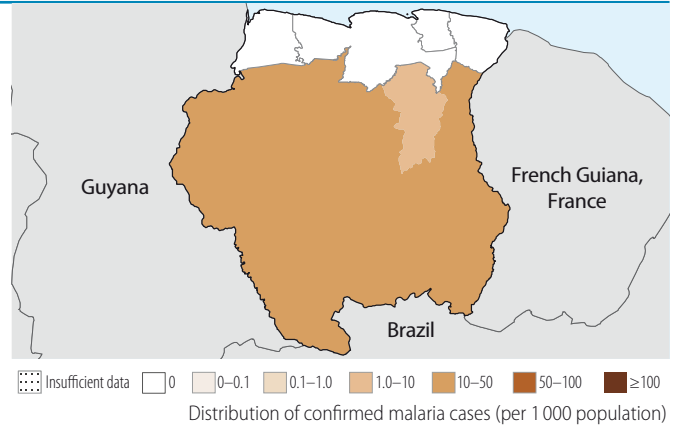 Guyana
French Guiana,
France
Brazil
Insufficient data 0 0–0.1 0.1–1.0 1.0–10 10–50 50–100 ≥100
Distribution of confirmed malaria cases (per 1 000 population)